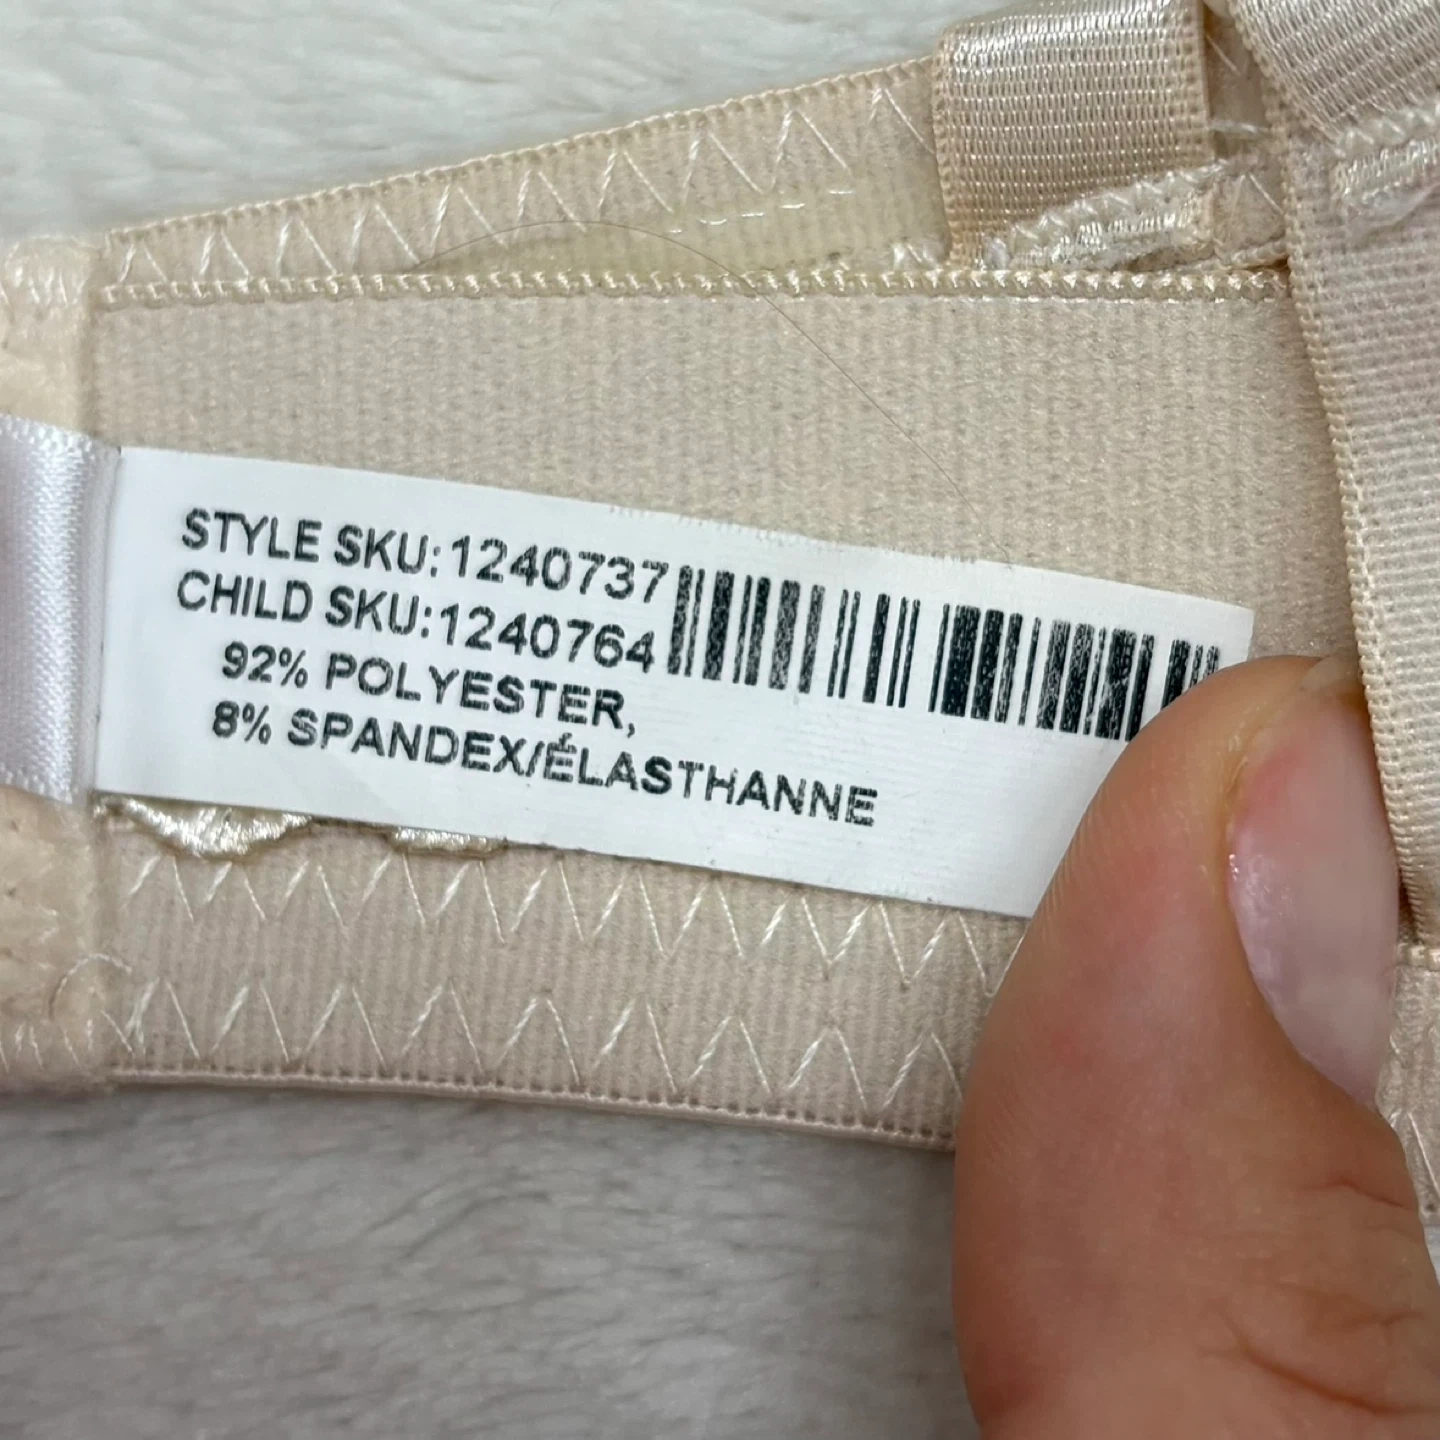 STYLE SKU:1240737
CHILD SKU:1240764
92% POLYESTER,
8% SPANDEX/ÉLASTHANNE